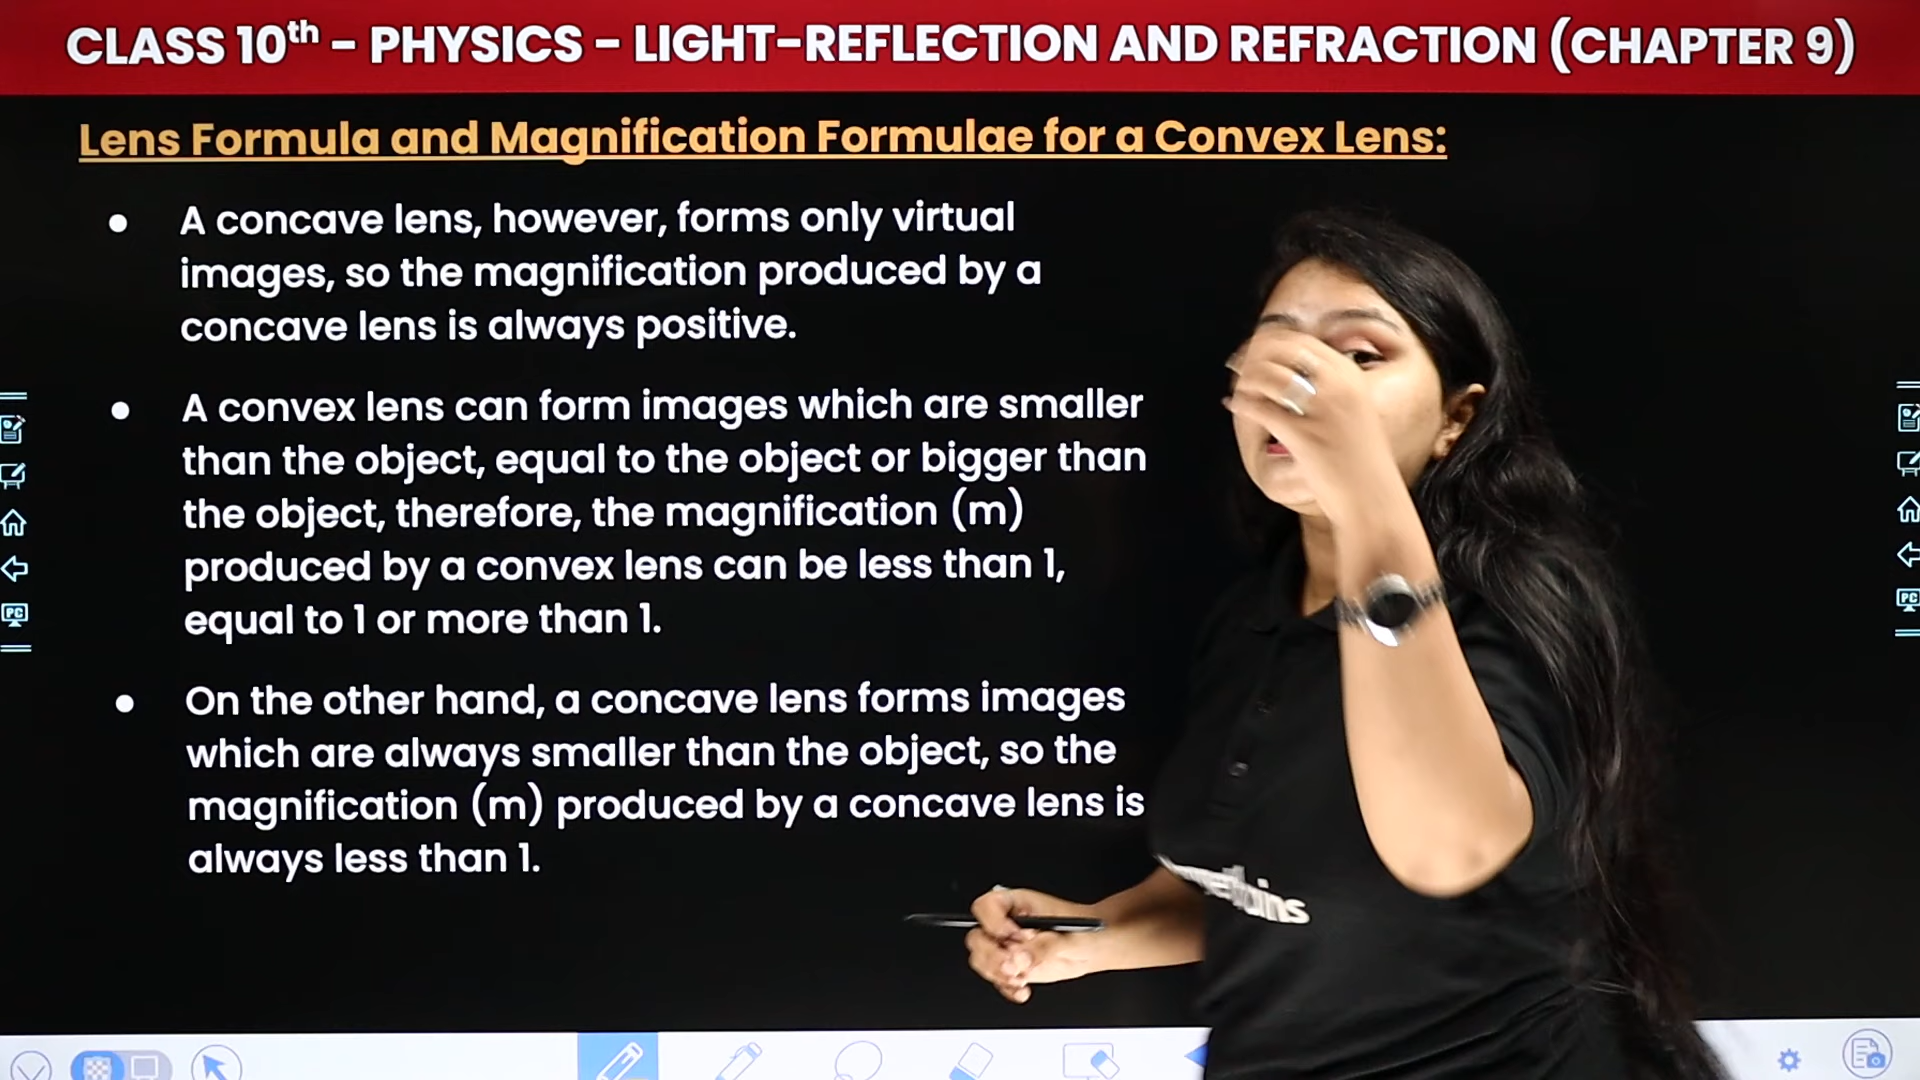 CLASS 10th – PHYSICS – LIGHT-REFLECTION AND REFRACTION (CHAPTER 9)
Lens Formula and Magnification Formulae for a Convex Lens:
● A concave lens, however, forms only virtual
images, so the magnification produced by a
concave lens is always positive.
● A convex lens can form images which are smaller
than the object, equal to the object or bigger than
the object, therefore, the magnification (m)
produced by a convex lens can be less than 1,
equal to 1 or more than 1.
● On the other hand, a concave lens forms images
which are always smaller than the object, so the
magnification (m) produced by a concave lens is
always less than 1.
PC
PC